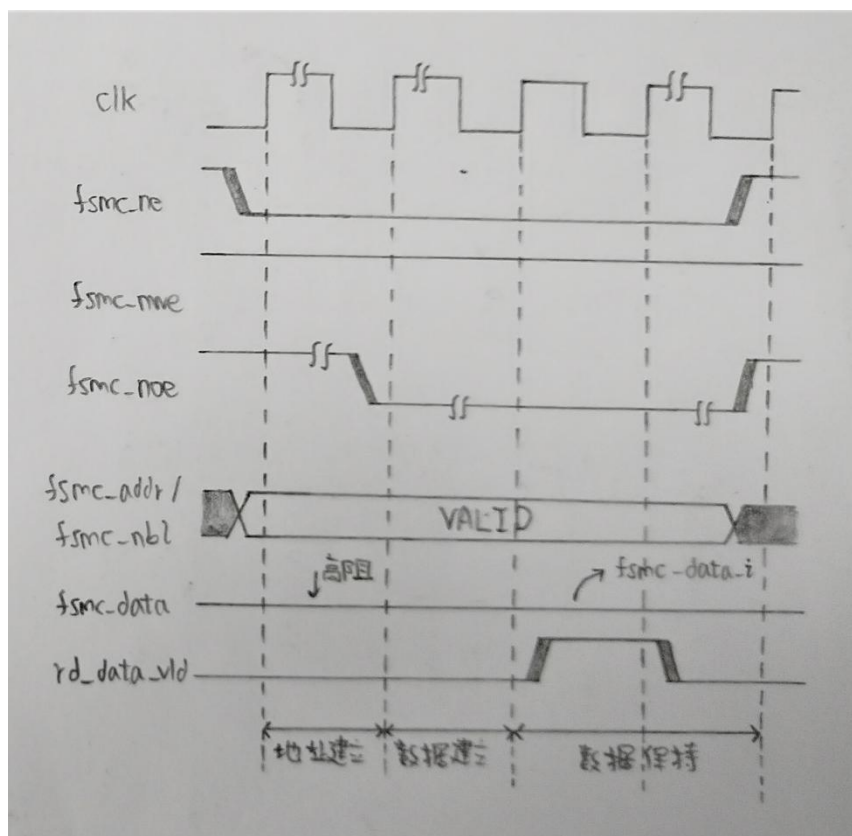 clk
fsmc_ne
fsmc_nwe
fsmc_noe
fsmc_addr /
fsmc_nbl
VALID
高阻
fsmc_data_i
fsmc_data
rd_data_vld
地址建立
数据建立
数据保持